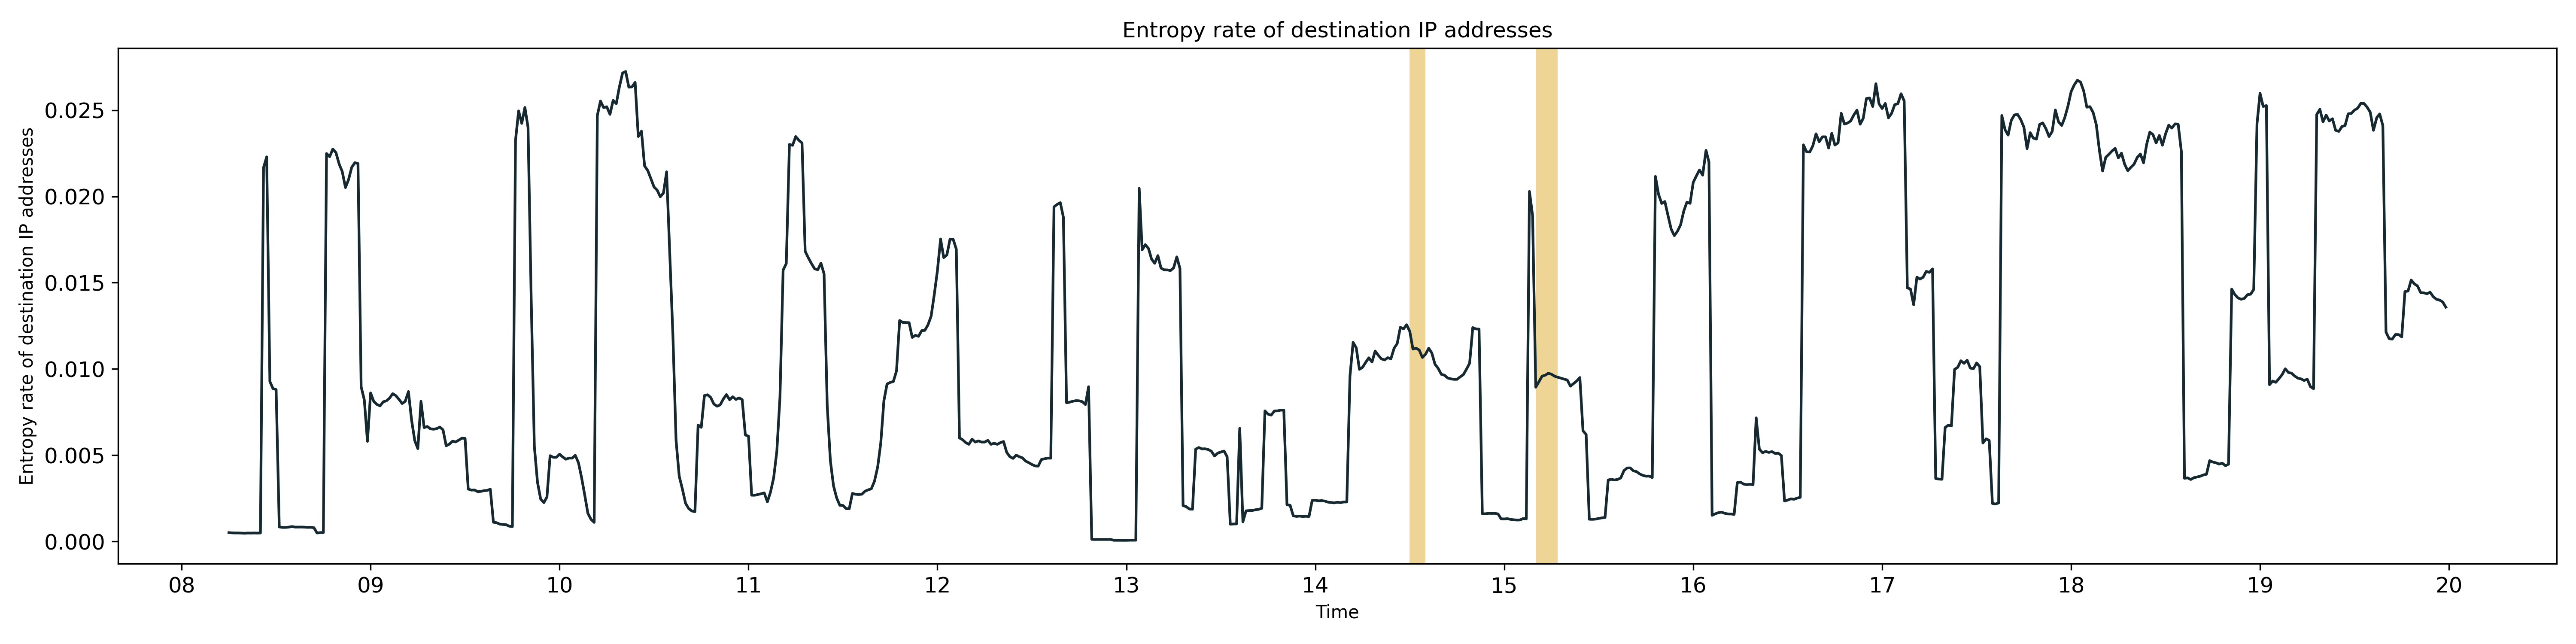 Entropy rate of destination IP addresses
Entropy rate of destination IP addresses
0.025
0.020
0.015
0.010
0.005
0.000
08 09 10 11 12 13 14 15 16 17 18 19 20
Time